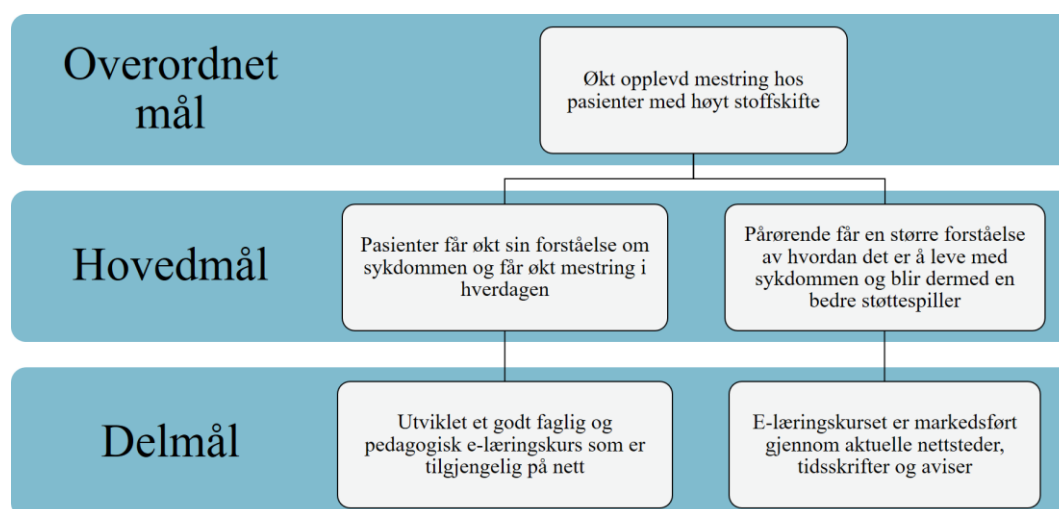 Overordnet
mål
Økt opplevd mestring hos
pasienter med høyt stoffskifte
Hovedmål
Pasienter får økt sin forståelse om
sykdommen og får økt mestring i
hverdagen
Pårørende får en større forståelse
av hvordan det er å leve med
sykdommen og blir dermed en
bedre støttespiller
Delmål
Utviklet et godt faglig og
pedagogisk e-læringskurs som er
tilgjengelig på nett
E-læringskurset er markedsført
gjennom aktuelle nettsteder,
tidsskrifter og aviser